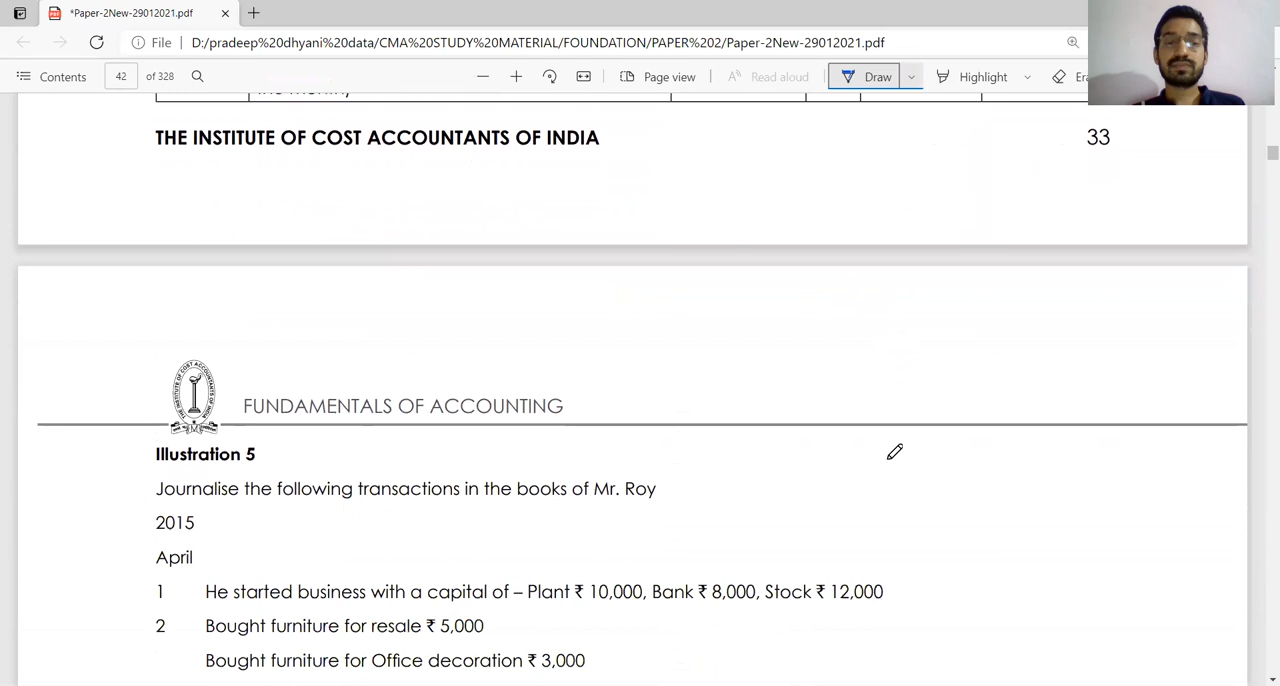 *Paper-2New-29012021.pdf
File | D:/pradeep%20dhyani%20data/CMA%20STUDY%20MATERIAL/FOUNDATION/PAPER%202/Paper-2New-29012021.pdf
Contents 42 of 328 Page view Read aloud Draw Highlight Era
THE INSTITUTE OF COST ACCOUNTANTS OF INDIA 33
FUNDAMENTALS OF ACCOUNTING
Illustration 5
Journalise the following transactions in the books of Mr. Roy
2015
April
1 He started business with a capital of – Plant ₹ 10,000, Bank ₹ 8,000, Stock ₹ 12,000
2 Bought furniture for resale ₹ 5,000
Bought furniture for Office decoration ₹ 3,000